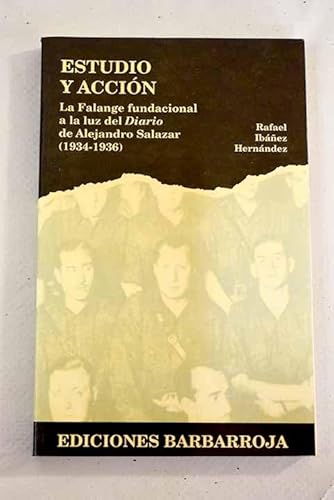 ESTUDIO
Y ACCIÓN
La Falange fundacional
a la luz del Diario
de Alejandro Salazar
(1934-1936)
Rafael
Ibáñez
Hernández
EDICIONES BARBARROJA